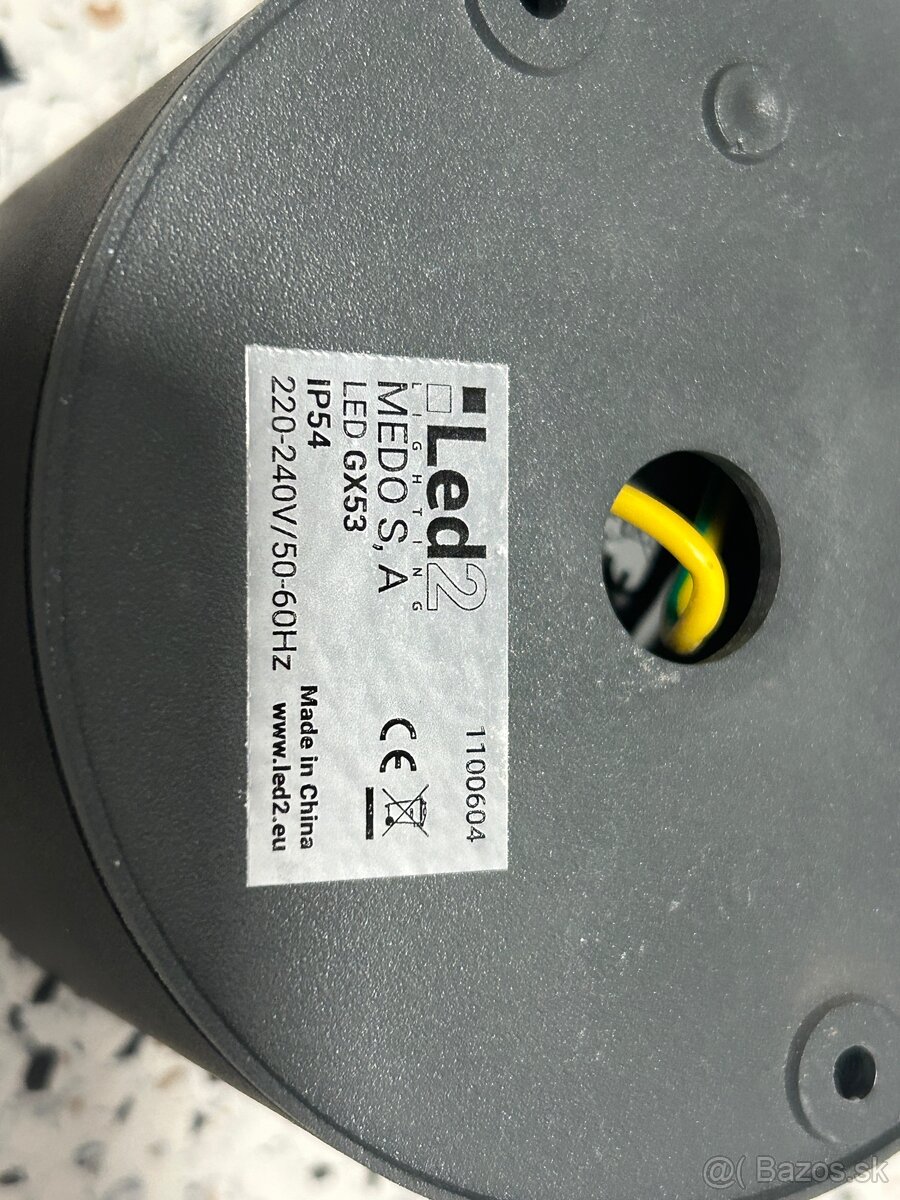 Led2
LIGHTING
1100604
MEDO S, A
LED GX53
IP54
220-240V/50-60Hz
CE
Made in China
www.led2.eu
@( Bazos.sk